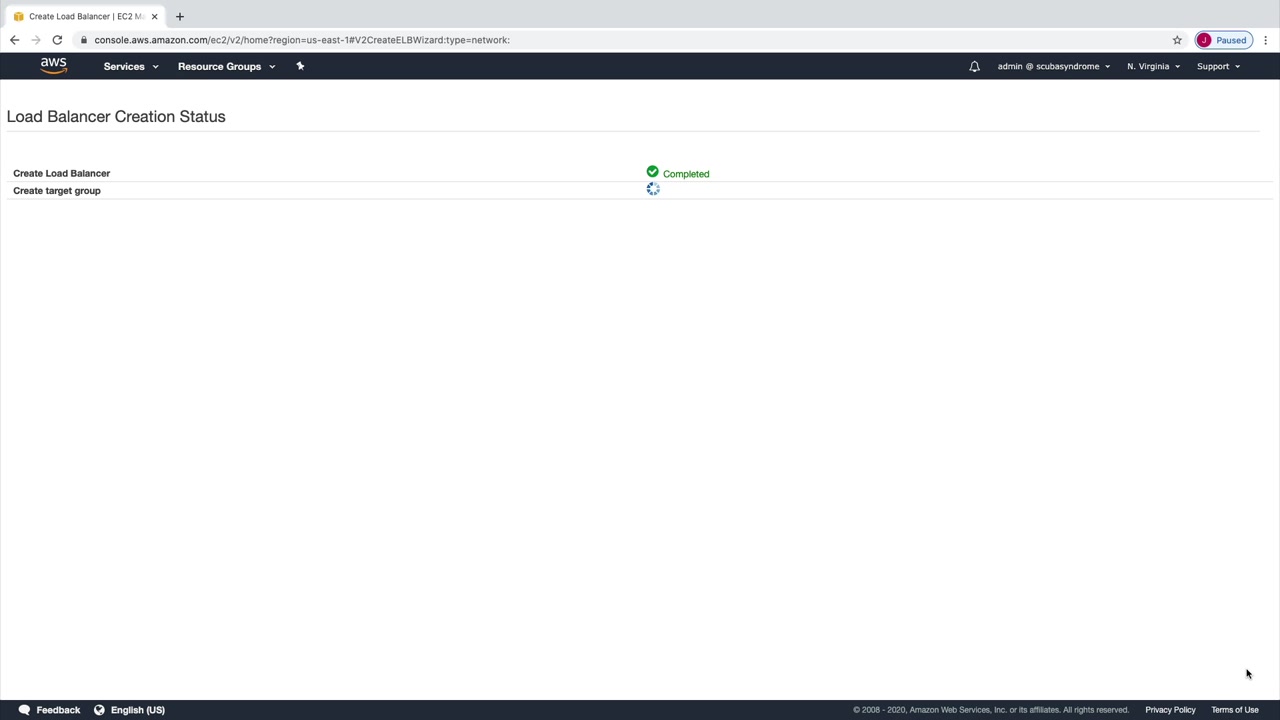 Create Load Balancer | EC2 Ma
console.aws.amazon.com/ec2/v2/home?region=us-east-1#V2CreateELBWizard:type=network:
J Paused
aws Services Resource Groups admin @ scubasyndrome N. Virginia Support
Load Balancer Creation Status
Create Load Balancer Completed
Create target group
Feedback English (US) © 2008 - 2020, Amazon Web Services, Inc. or its affiliates. All rights reserved. Privacy Policy Terms of Use